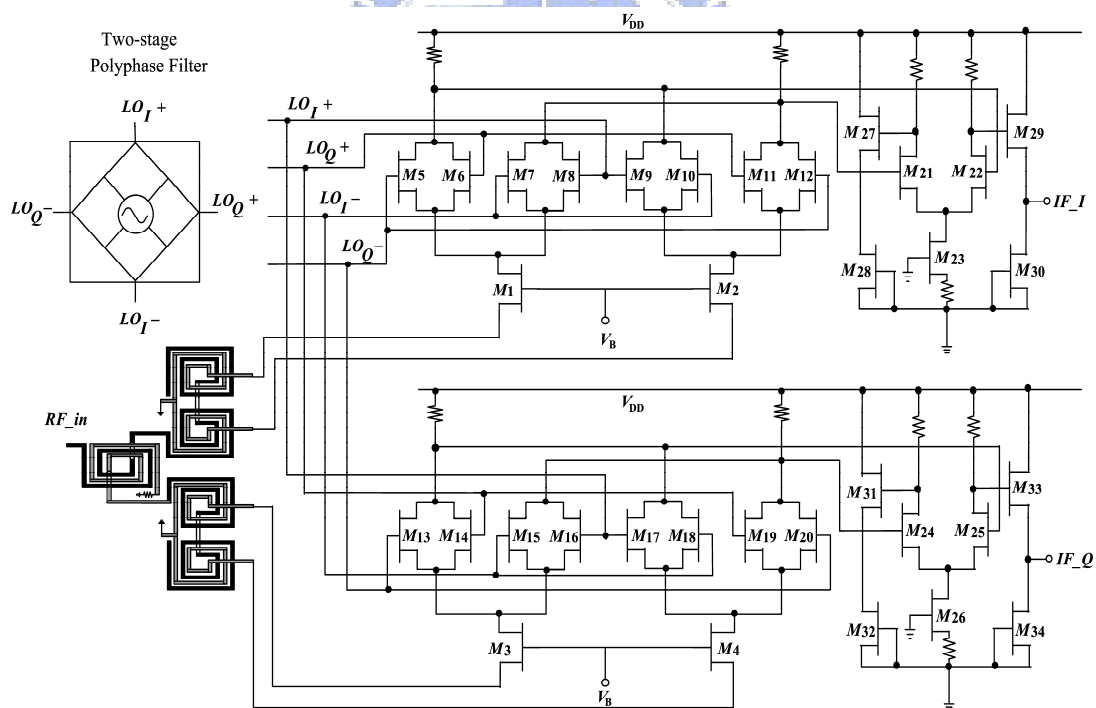 Two-stage
Polyphase Filter
LO_I +
LO_Q −
LO_Q +
LO_I −
LO_I +
LO_Q +
LO_I −
LO_Q −
V_DD
M5 M6 M7 M8 M9 M10 M11 M12
M1 M2
V_B
M27 M21 M22 M29
M28 M23 M30
IF_I
RF_in
V_DD
M13 M14 M15 M16 M17 M18 M19 M20
M3 M4
V_B
M31 M24 M25 M33
M32 M26 M34
IF_Q